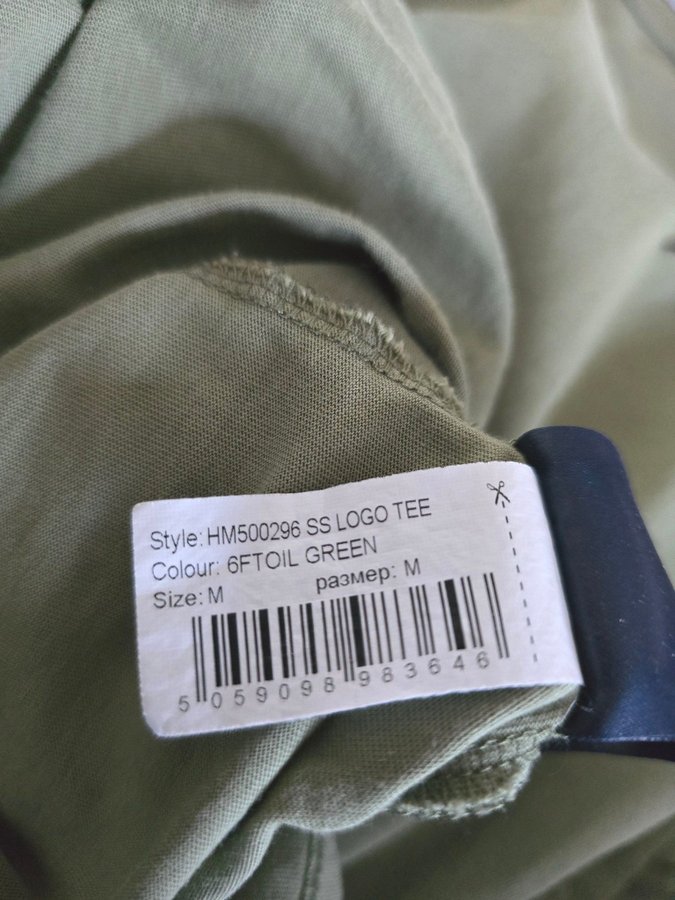 Style: HM500296 SS LOGO TEE
Colour: 6FTOIL GREEN
Size: M размер: M
5 059098 983646